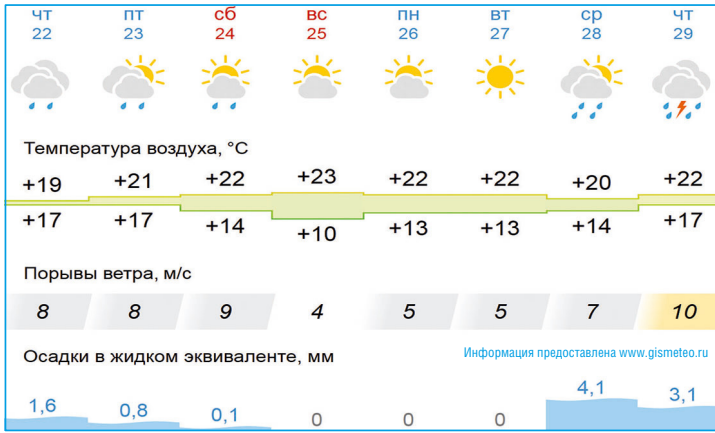 чт пт сб вс пн вт ср чт
22 23 24 25 26 27 28 29
Температура воздуха, °C
+19 +21 +22 +23 +22 +22 +20 +22
+17 +17 +14 +10 +13 +13 +14 +17
Порывы ветра, м/с
8 8 9 4 5 5 7 10
Осадки в жидком эквиваленте, мм
Информация предоставлена www.gismeteo.ru
1,6 0,8 0,1 0 0 0 4,1 3,1